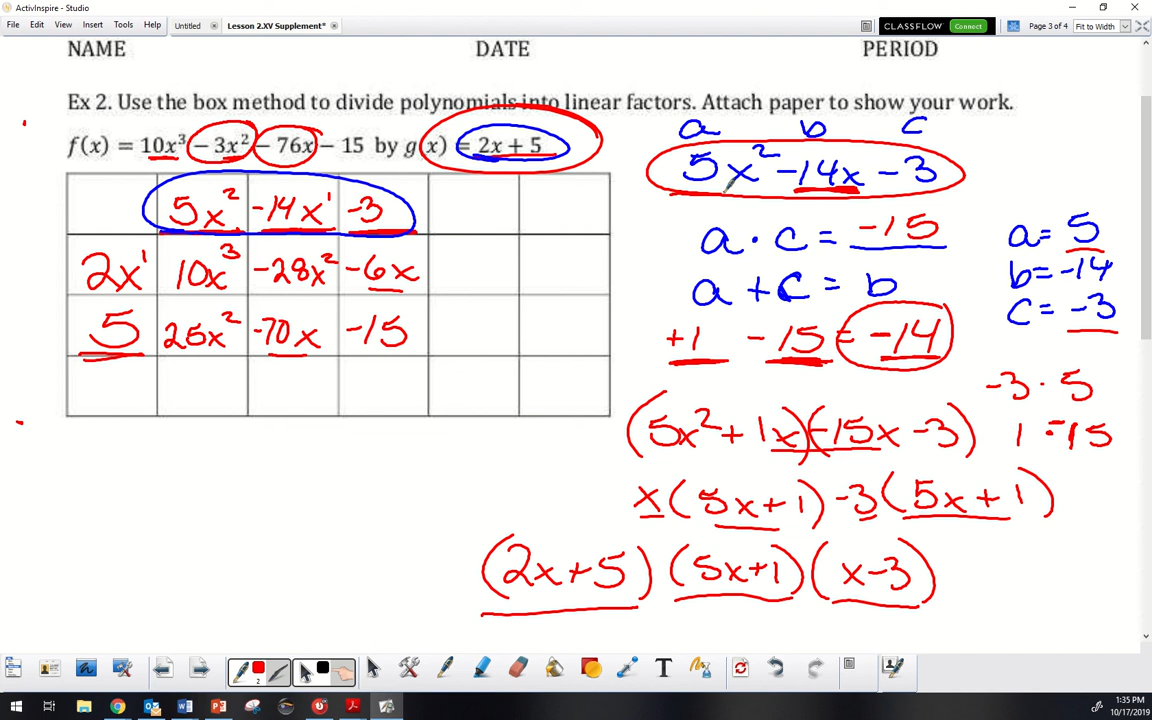 ActivInspire - Studio
File Edit View Insert Tools Help Untitled Lesson 2.XV Supplement* CLASSFLOW Connect Page 3 of 4 Fit to Width
NAME DATE PERIOD
Ex 2. Use the box method to divide polynomials into linear factors. Attach paper to show your work.
f(x) = 10x³ − 3x² − 76x − 15 by g(x) = 2x + 5
5x² -14x¹ -3
2x¹ 10x³ -28x² -6x
5 25x² -70x -15
a b c
5x² - 14x - 3
a · c = -15
a + c = b
+1 - 15 = -14
a = 5
b = -14
c = -3
-3 · 5
1 · -15
(5x² + 1x)(-15x - 3)
x(5x + 1) -3(5x + 1)
(2x+5) (5x+1) (x-3)
2
T
1:35 PM
10/17/2019